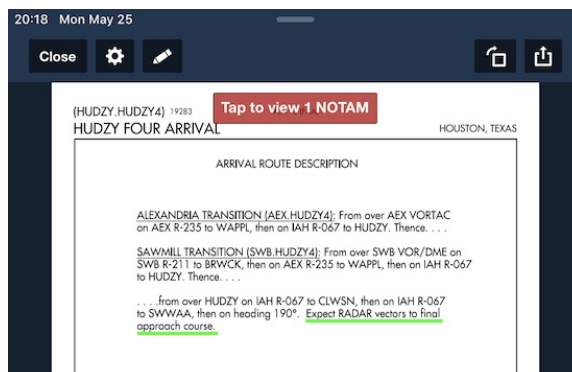 20:18 Mon May 25
Close
Tap to view 1 NOTAM
(HUDZY.HUDZY4) 19283
HUDZY FOUR ARRIVAL
HOUSTON, TEXAS
ARRIVAL ROUTE DESCRIPTION
ALEXANDRIA TRANSITION (AEX.HUDZY4): From over AEX VORTAC
on AEX R-235 to WAPPL, then on IAH R-067 to HUDZY. Thence. . . .
SAWMILL TRANSITION (SWB.HUDZY4): From over SWB VOR/DME on
SWB R-211 to BRWCK, then on AEX R-235 to WAPPL, then on IAH R-067
to HUDZY. Thence. . . .
. . . .from over HUDZY on IAH R-067 to CLWSN, then on IAH R-067
to SWWAA, then on heading 190°. Expect RADAR vectors to final
approach course.